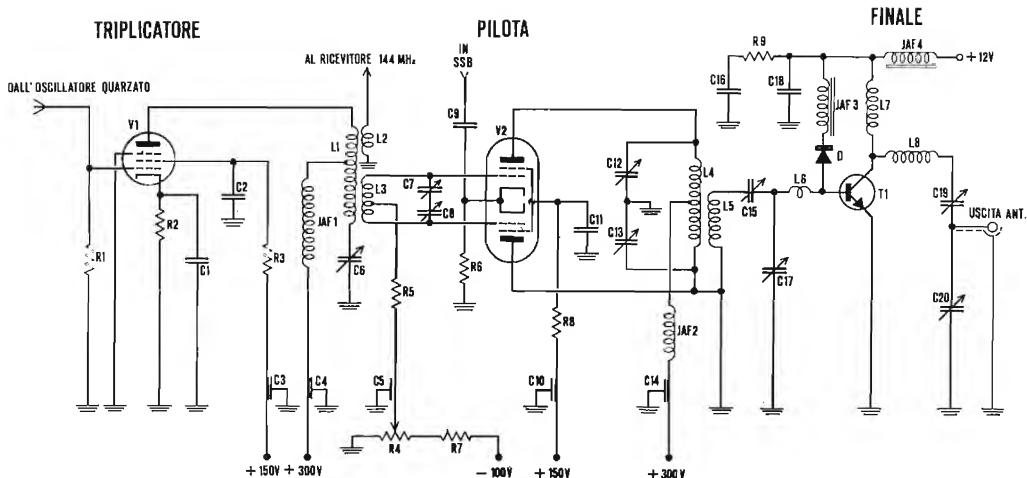 TRIPLICATORE
PILOTA
FINALE
DALL'OSCILLATORE QUARZATO
AL RICEVITORE 144 MHz
IN
SSB
V1
R1
R2
C1
C2
R3
C3
JAF1
C4
L1
L2
L3
C6
C7
C8
R5
C5
R4
R7
C9
V2
R6
C11
R8
C10
C12
C13
L4
L5
JAF2
C14
C15
C17
L6
R9
C16
C18
JAF3
D
JAF4
+12V
L7
L8
T1
C19
C20
USCITA ANT.
+150V
+300V
-100V
+150V
+300V